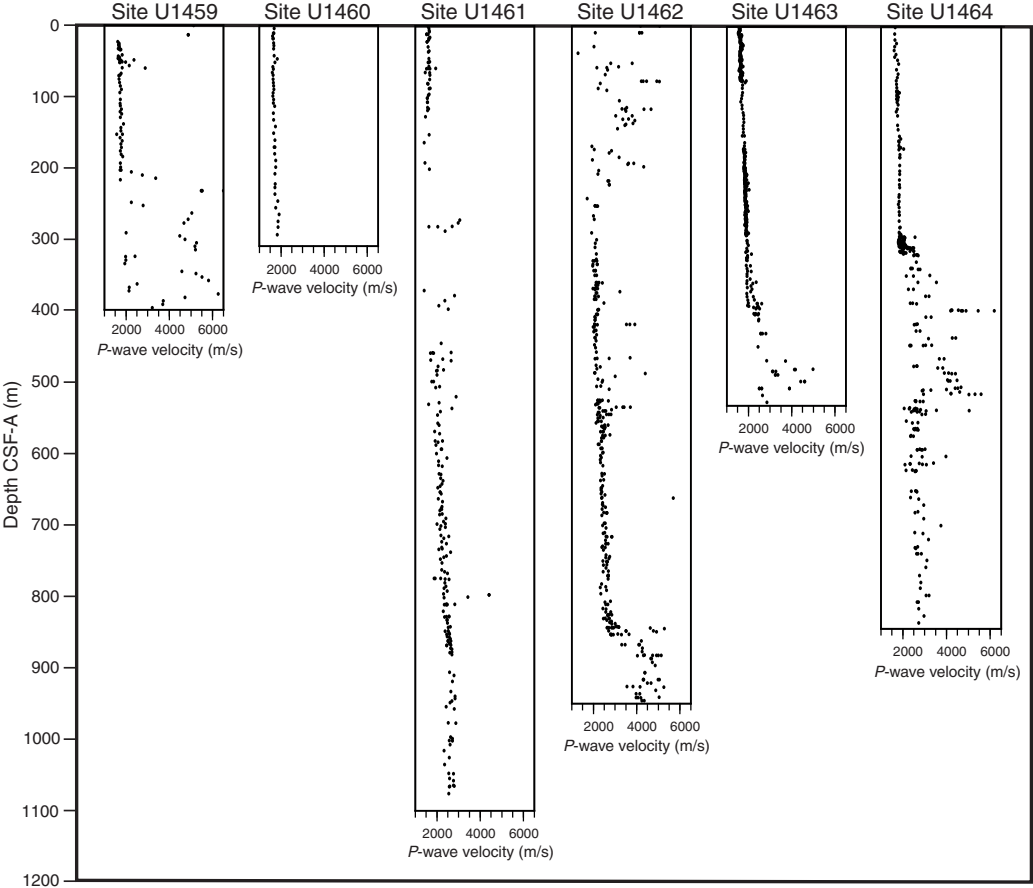 Site U1459 Site U1460 Site U1461 Site U1462 Site U1463 Site U1464
0
100
200
300
2000 4000 6000
P-wave velocity (m/s)
400
2000 4000 6000
P-wave velocity (m/s)
500
2000 4000 6000
P-wave velocity (m/s)
Depth CSF-A (m)
600
700
800
2000 4000 6000
P-wave velocity (m/s)
900
1000
2000 4000 6000
P-wave velocity (m/s)
1100
2000 4000 6000
P-wave velocity (m/s)
1200